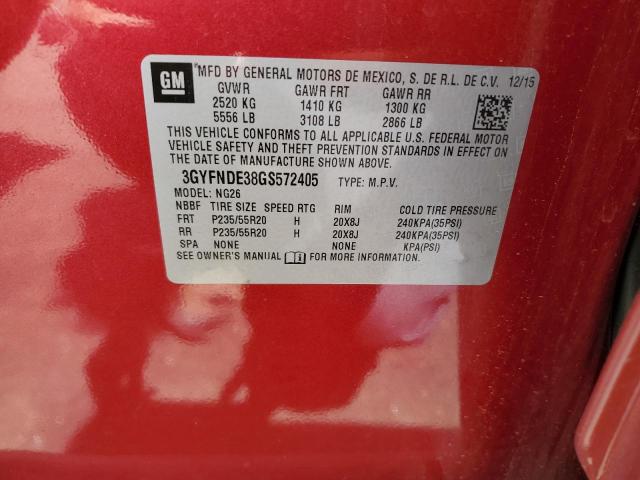 GM *MFD BY GENERAL MOTORS DE MEXICO, S. DE R.L. DE C.V. 12/15
GVWR GAWR FRT GAWR RR
2520 KG 1410 KG 1300 KG
5556 LB 3108 LB 2866 LB
THIS VEHICLE CONFORMS TO ALL APPLICABLE U.S. FEDERAL MOTOR
VEHICLE SAFETY AND THEFT PREVENTION STANDARDS IN EFFECT ON
THE DATE OF MANUFACTURE SHOWN ABOVE.
3GYFNDE38GS572405 TYPE: M.P.V.
MODEL: NG26
NBBF TIRE SIZE SPEED RTG RIM COLD TIRE PRESSURE
FRT P235/55R20 H 20X8J 240KPA(35PSI)
RR P235/55R20 H 20X8J 240KPA(35PSI)
SPA NONE NONE KPA(PSI)
SEE OWNER'S MANUAL FOR MORE INFORMATION.